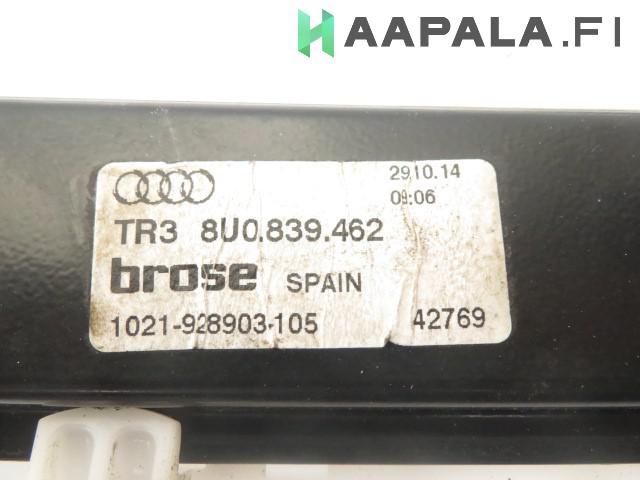 HAAPALA.FI
29.10.14
09:06
TR3 8U0.839.462
brose SPAIN
1021-928903-105 42769